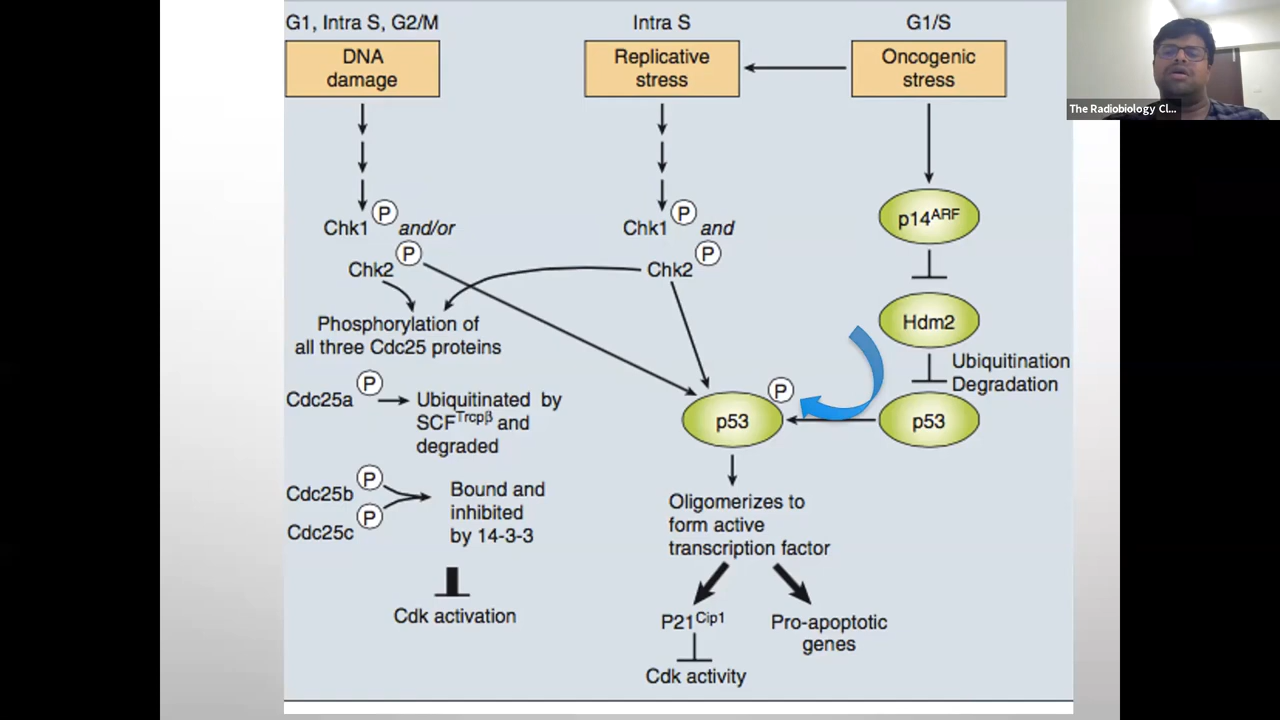 G1, Intra S, G2/M
DNA
damage
Intra S
Replicative
stress
G1/S
Oncogenic
stress
The Radiobiology Cl...
Chk1 P and/or
Chk2 P
Phosphorylation of
all three Cdc25 proteins
Cdc25a P
Ubiquitinated by
SCFTrcpβ and
degraded
Cdc25b P
Cdc25c P
Bound and
inhibited
by 14-3-3
Cdk activation
Chk1 P and
Chk2 P
p14ARF
Hdm2
Ubiquitination
Degradation
p53
p53 P
Oligomerizes to
form active
transcription factor
P21Cip1
Cdk activity
Pro-apoptotic
genes